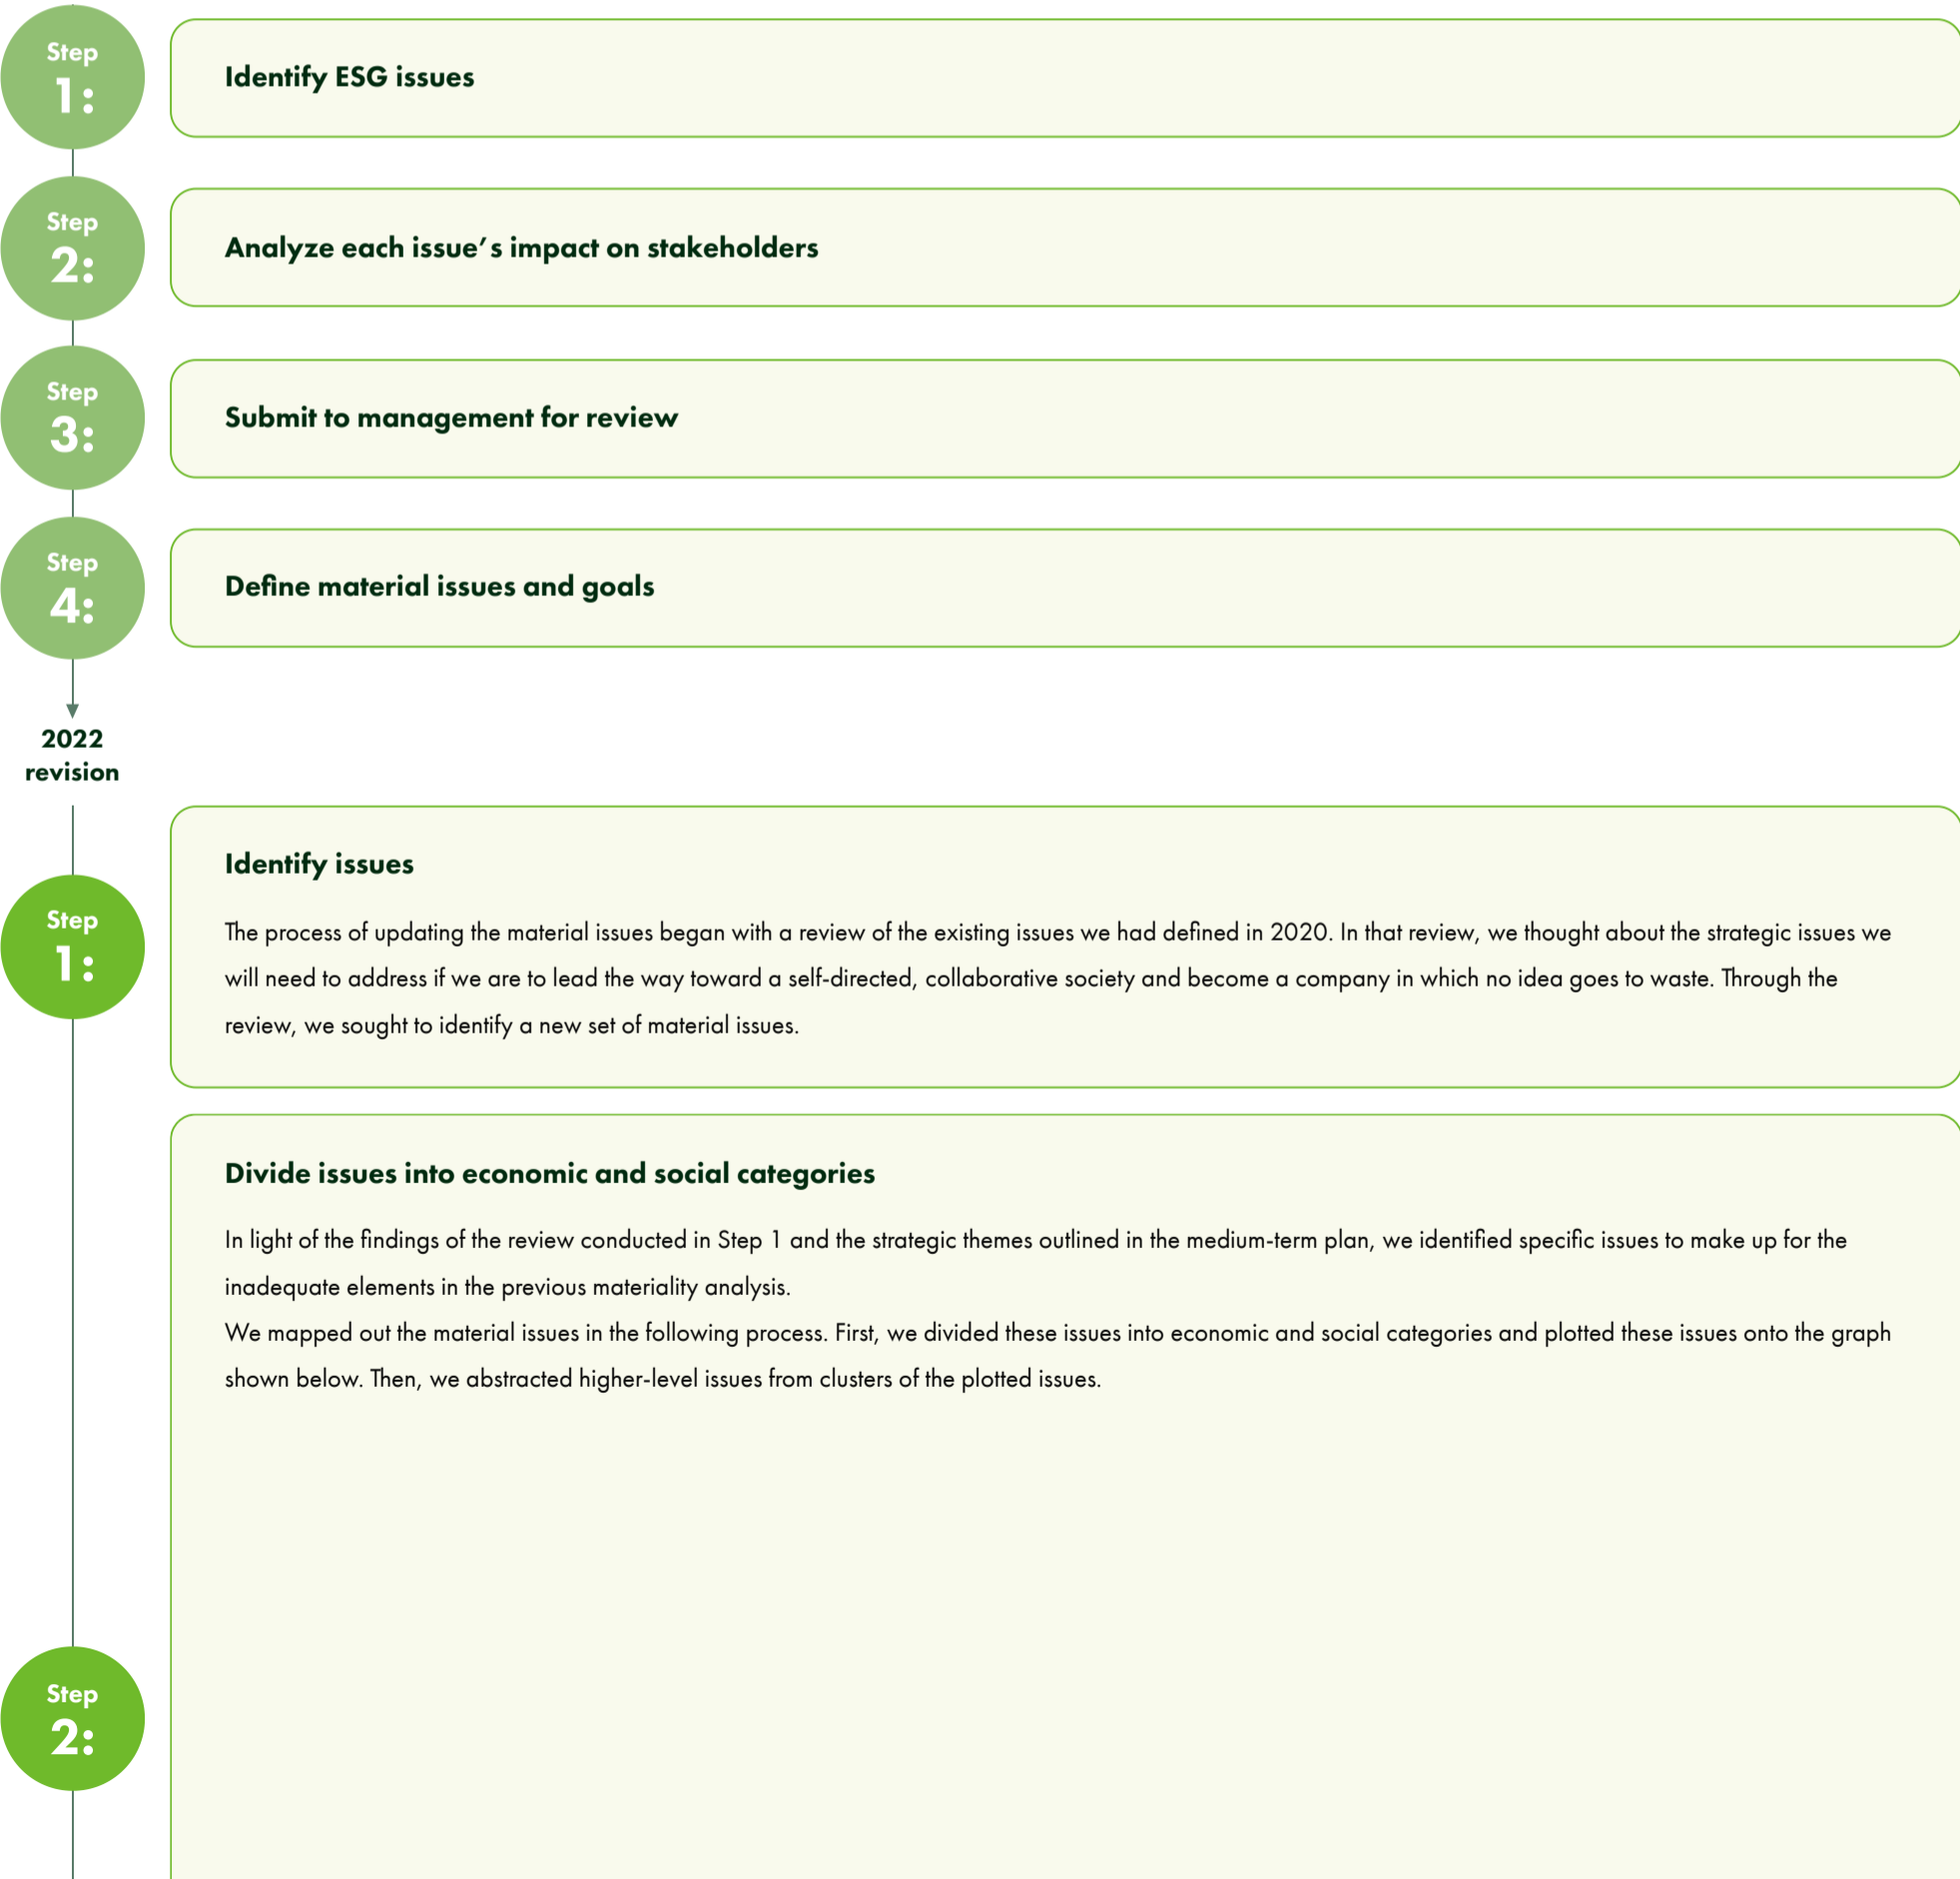 Step
1:
Identify ESG issues
Step
2:
Analyze each issue’s impact on stakeholders
Step
3:
Submit to management for review
Step
4:
Define material issues and goals
2022
revision
Step
1:
Identify issues
The process of updating the material issues began with a review of the existing issues we had defined in 2020. In that review, we thought about the strategic issues we
will need to address if we are to lead the way toward a self-directed, collaborative society and become a company in which no idea goes to waste. Through the
review, we sought to identify a new set of material issues.
Step
2:
Divide issues into economic and social categories
In light of the findings of the review conducted in Step 1 and the strategic themes outlined in the medium-term plan, we identified specific issues to make up for the
inadequate elements in the previous materiality analysis.
We mapped out the material issues in the following process. First, we divided these issues into economic and social categories and plotted these issues onto the graph
shown below. Then, we abstracted higher-level issues from clusters of the plotted issues.